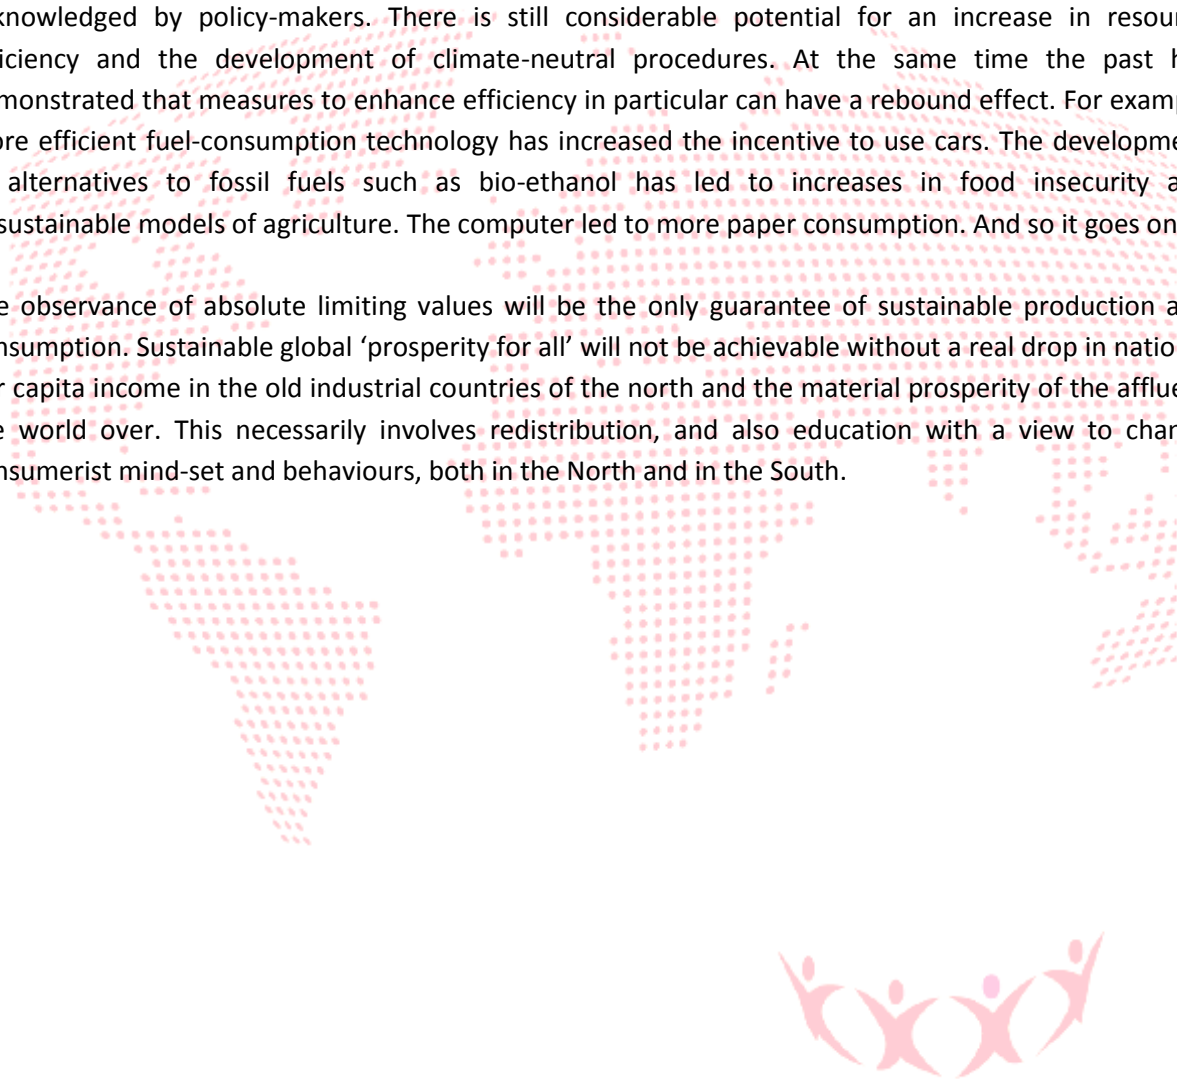 knowledged by policy-makers. There is still considerable potential for an increase in resour
iciency and the development of climate-neutral procedures. At the same time the past h
monstrated that measures to enhance efficiency in particular can have a rebound effect. For examp
ore efficient fuel-consumption technology has increased the incentive to use cars. The developme
alternatives to fossil fuels such as bio-ethanol has led to increases in food insecurity a
sustainable models of agriculture. The computer led to more paper consumption. And so it goes on
e observance of absolute limiting values will be the only guarantee of sustainable production a
nsumption. Sustainable global ‘prosperity for all’ will not be achievable without a real drop in nation
r capita income in the old industrial countries of the north and the material prosperity of the afflue
e world over. This necessarily involves redistribution, and also education with a view to chan
nsumerist mind-set and behaviours, both in the North and in the South.